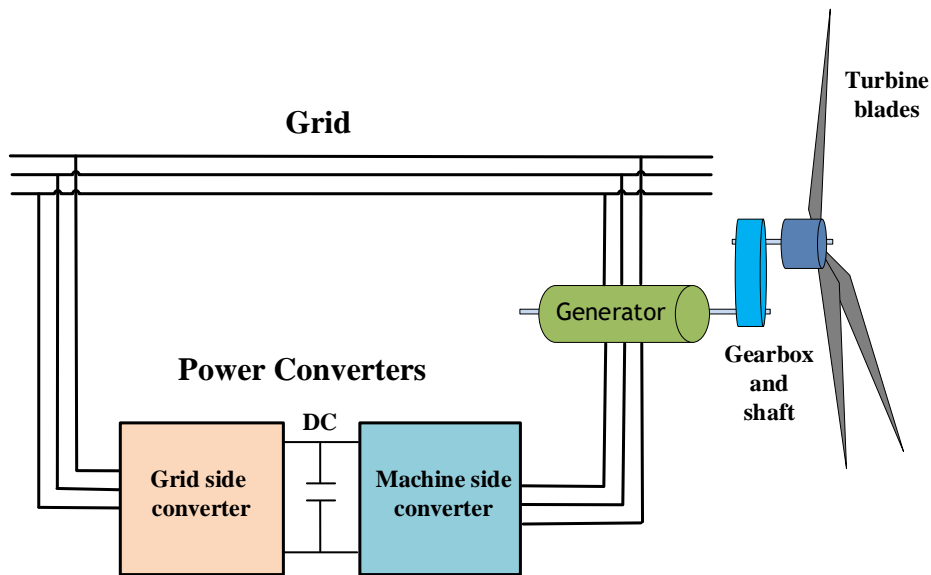 Turbine
blades
Grid
Generator
Gearbox
and
shaft
Power Converters
DC
Grid side
converter
Machine side
converter